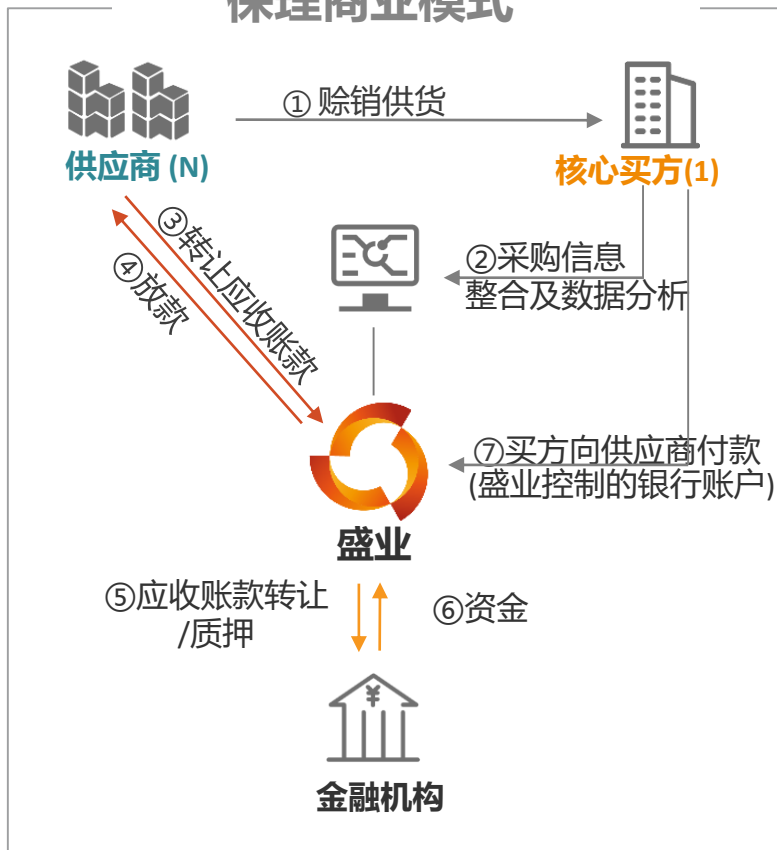 保理商业模式
①赊销供货
供应商 (N)
核心买方(1)
②采购信息
整合及数据分析
③转让应收账款
④放款
⑦买方向供应商付款
(盛业控制的银行账户)
盛业
⑤应收账款转让
/质押
⑥资金
¥
金融机构